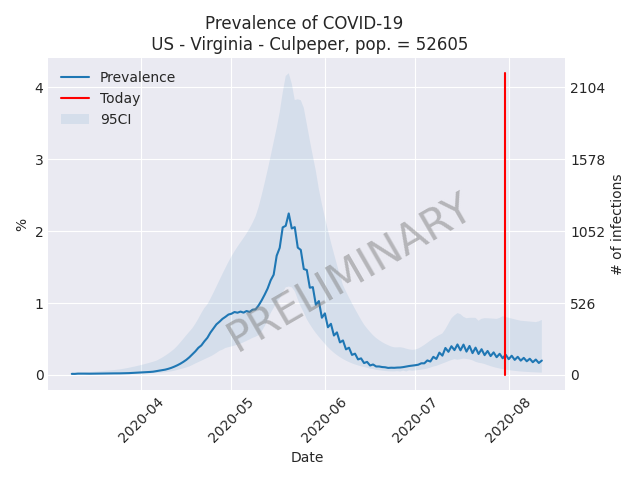 Prevalence of COVID-19
US - Virginia - Culpeper, pop. = 52605
Prevalence
Today
95CI
4
3
2
1
0
%
2104
1578
1052
526
0
# of infections
PRELIMINARY
2020-04
2020-05
2020-06
2020-07
2020-08
Date